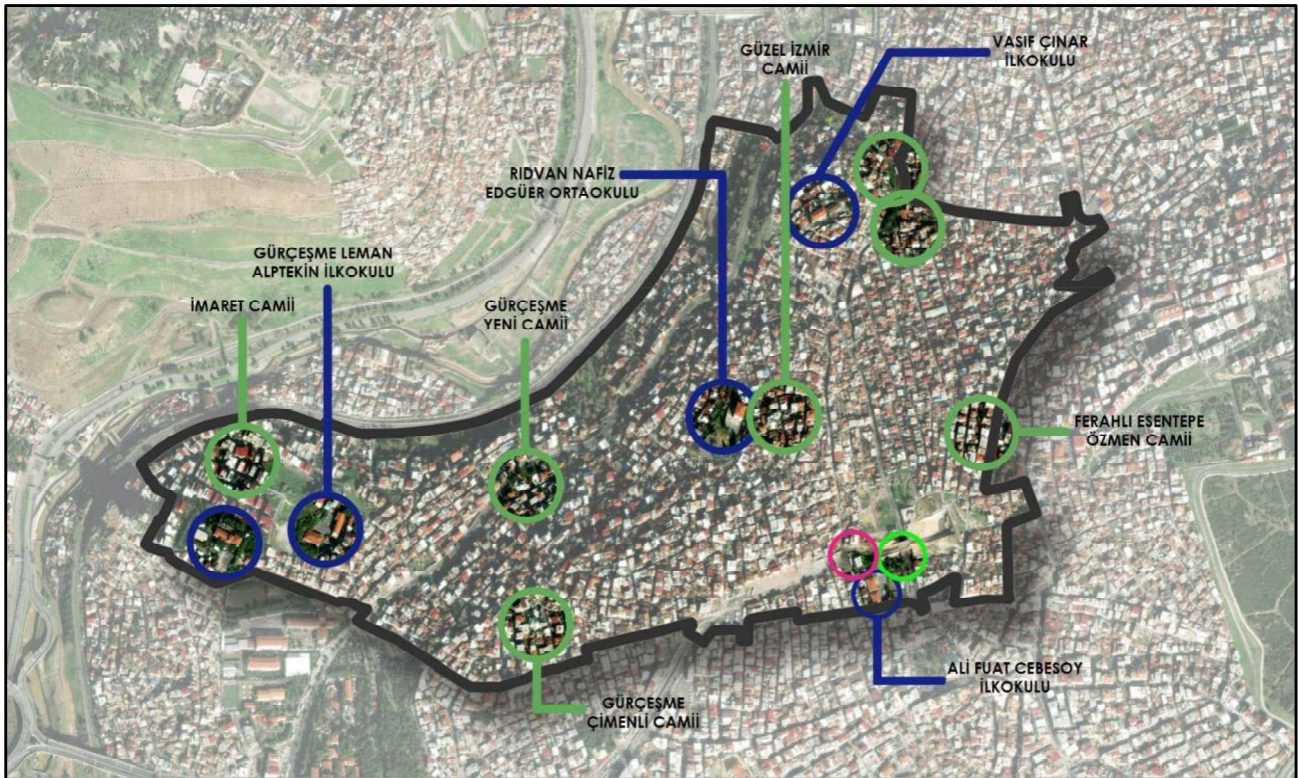 GÜZEL İZMİR
CAMİİ
VASIF ÇINAR
İLKOKULU
RIDVAN NAFİZ
EDGÜER ORTAOKULU
GÜRÇEŞME LEMAN
ALPTEKİN İLKOKULU
İMARET CAMİİ
GÜRÇEŞME
YENİ CAMİİ
FERAHLI ESENTEPE
ÖZMEN CAMİİ
ALİ FUAT CEBESOY
İLKOKULU
GÜRÇEŞME
ÇİMENLİ CAMİİ